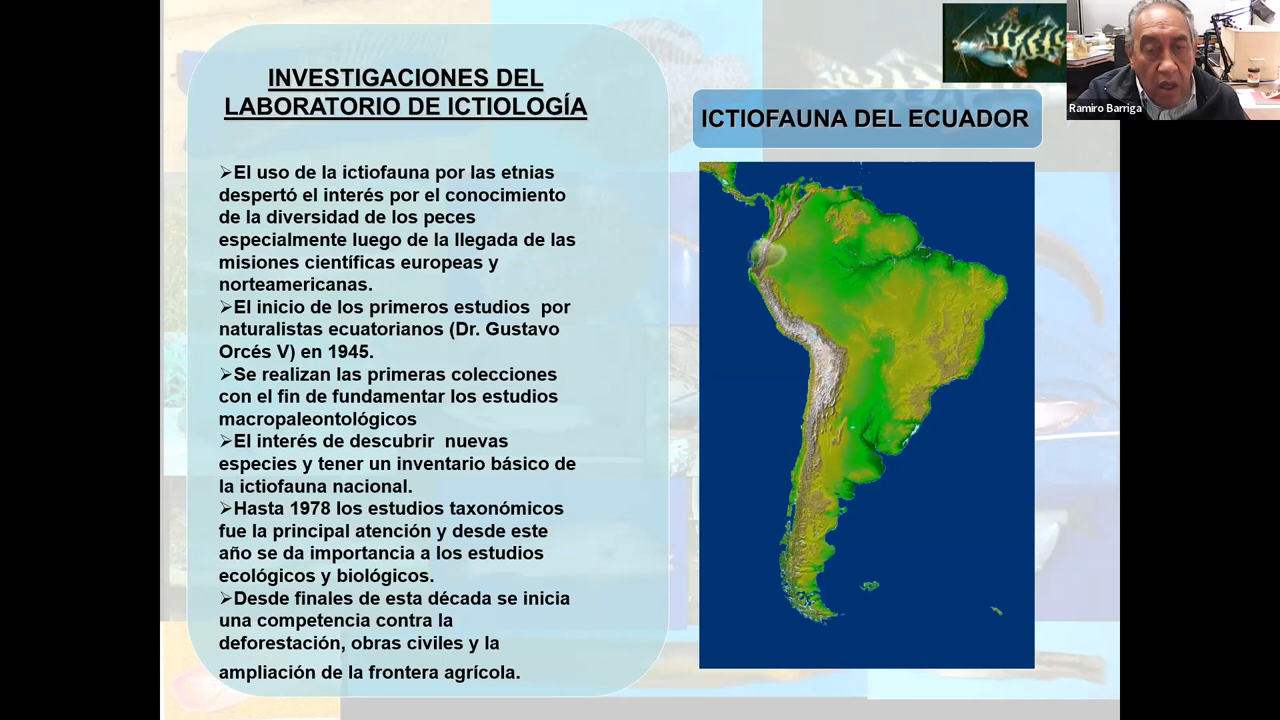 INVESTIGACIONES DEL
LABORATORIO DE ICTIOLOGÍA
➢El uso de la ictiofauna por las etnias
despertó el interés por el conocimiento
de la diversidad de los peces
especialmente luego de la llegada de las
misiones científicas europeas y
norteamericanas.
➢El inicio de los primeros estudios por
naturalistas ecuatorianos (Dr. Gustavo
Orcés V) en 1945.
➢Se realizan las primeras colecciones
con el fin de fundamentar los estudios
macropaleontológicos
➢El interés de descubrir nuevas
especies y tener un inventario básico de
la ictiofauna nacional.
➢Hasta 1978 los estudios taxonómicos
fue la principal atención y desde este
año se da importancia a los estudios
ecológicos y biológicos.
➢Desde finales de esta década se inicia
una competencia contra la
deforestación, obras civiles y la
ampliación de la frontera agrícola.
ICTIOFAUNA DEL ECUADOR
Ramiro Barriga